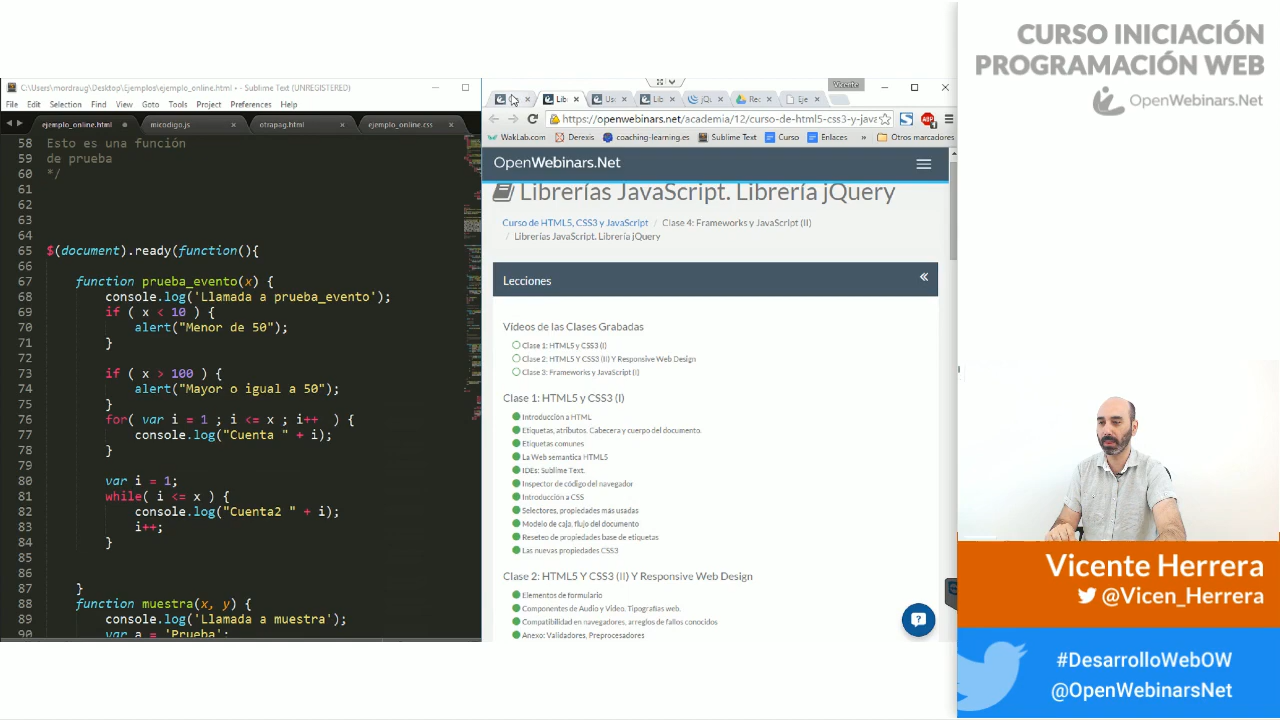 CURSO INICIACIÓN
PROGRAMACIÓN WEB
OpenWebinars.Net
C:\Users\mordraug\Desktop\Ejemplos\ejemplo_online.html • - Sublime Text (UNREGISTERED)
File Edit Selection Find View Goto Tools Project Preferences Help
ejemplo_online.html micodigo.js otrapag.html ejemplo_online.css
58 Esto es una función
59 de prueba
60 */
61
62
63
64
65 $(document).ready(function(){
66
67 function prueba_evento(x) {
68 console.log('Llamada a prueba_evento');
69 if ( x < 10 ) {
70 alert("Menor de 50");
71 }
72
73 if ( x > 100 ) {
74 alert("Mayor o igual a 50");
75 }
76 for( var i = 1 ; i <= x ; i++ ) {
77 console.log("Cuenta " + i);
78 }
79
80 var i = 1;
81 while( i <= x ) {
82 console.log("Cuenta2 " + i);
83 i++;
84 }
85
86
87 }
88 function muestra(x, y) {
89 console.log('Llamada a muestra');
90 var a = 'Prueba';
Vicente
Lib Us Lib jQ Rec Eje
https://openwebinars.net/academia/12/curso-de-html5-css3-y-java
WakLab.com Derexis coaching-learning.es Sublime Text Curso Enlaces » Otros marcadores
OpenWebinars.Net
Librerías JavaScript. Librería jQuery
Curso de HTML5, CSS3 y JavaScript / Clase 4: Frameworks y JavaScript (II)
/ Librerías JavaScript. Librería jQuery
Lecciones «
Vídeos de las Clases Grabadas
Clase 1: HTML5 y CSS3 (I)
Clase 2: HTML5 Y CSS3 (II) Y Responsive Web Design
Clase 3: Frameworks y JavaScript (I)
Clase 1: HTML5 y CSS3 (I)
Introducción a HTML
Etiquetas, atributos. Cabecera y cuerpo del documento.
Etiquetas comunes
La Web semantica HTML5
IDEs: Sublime Text.
Inspector de código del navegador
Introducción a CSS
Selectores, propiedades más usadas
Modelo de caja, flujo del documento
Reseteo de propiedades base de etiquetas
Las nuevas propiedades CSS3
Clase 2: HTML5 Y CSS3 (II) Y Responsive Web Design
Elementos de formulario
Componentes de Audio y Vídeo. Tipografías web.
Compatibilidad en navegadores, arreglos de fallos conocidos
Anexo: Validadores, Preprocesadores
Vicente Herrera
@Vicen_Herrera
#DesarrolloWebOW
@OpenWebinarsNet